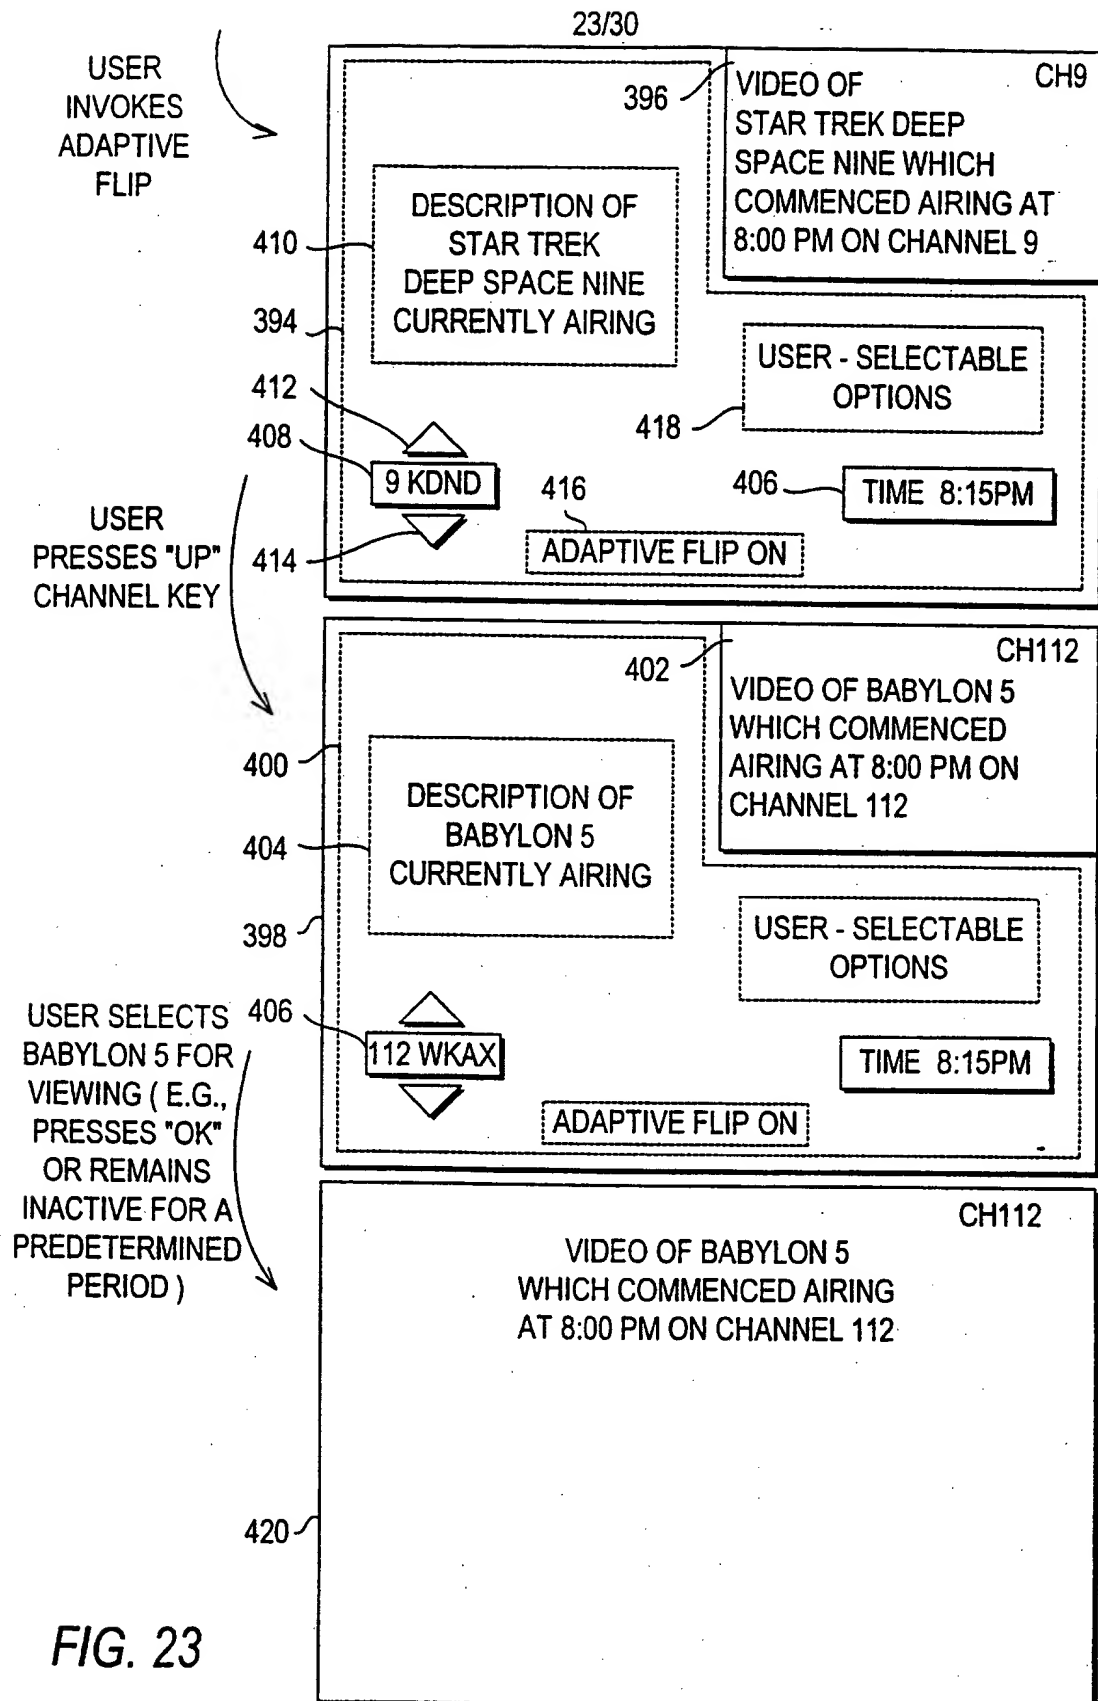 23/30
USER
INVOKES
ADAPTIVE
FLIP
396
CH9
VIDEO OF
STAR TREK DEEP
SPACE NINE WHICH
COMMENCED AIRING AT
8:00 PM ON CHANNEL 9
410
DESCRIPTION OF
STAR TREK
DEEP SPACE NINE
CURRENTLY AIRING
394
USER - SELECTABLE
OPTIONS
418
412
408
9 KDND
414
416
ADAPTIVE FLIP ON
406
TIME 8:15PM
USER
PRESSES "UP"
CHANNEL KEY
402
CH112
VIDEO OF BABYLON 5
WHICH COMMENCED
AIRING AT 8:00 PM ON
CHANNEL 112
400
DESCRIPTION OF
BABYLON 5
CURRENTLY AIRING
404
398
USER - SELECTABLE
OPTIONS
406
112 WKAX
TIME 8:15PM
ADAPTIVE FLIP ON
USER SELECTS
BABYLON 5 FOR
VIEWING ( E.G.,
PRESSES "OK"
OR REMAINS
INACTIVE FOR A
PREDETERMINED
PERIOD )
CH112
VIDEO OF BABYLON 5
WHICH COMMENCED AIRING
AT 8:00 PM ON CHANNEL 112
420
FIG. 23